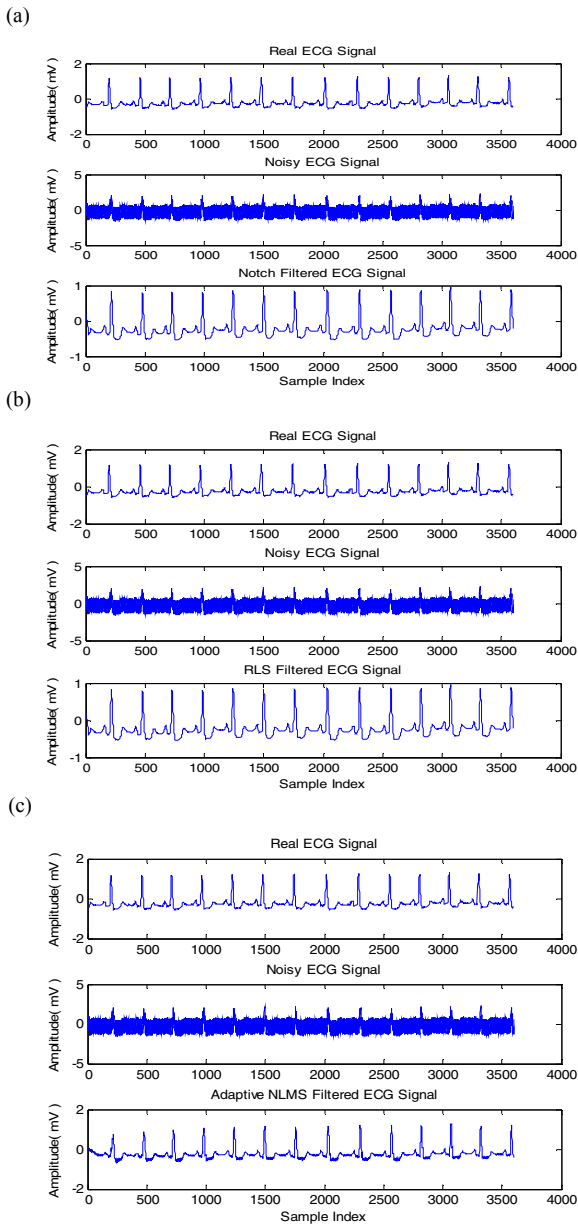 (a)
Real ECG Signal
Amplitude( mV )
2
0
-2
0 500 1000 1500 2000 2500 3000 3500 4000
Noisy ECG Signal
Amplitude( mV )
5
0
-5
0 500 1000 1500 2000 2500 3000 3500 4000
Notch Filtered ECG Signal
Amplitude( mV )
1
0
-1
0 500 1000 1500 2000 2500 3000 3500 4000
Sample Index
(b)
Real ECG Signal
Amplitude( mV )
2
0
-2
0 500 1000 1500 2000 2500 3000 3500 4000
Noisy ECG Signal
Amplitude( mV )
5
0
-5
0 500 1000 1500 2000 2500 3000 3500 4000
RLS Filtered ECG Signal
Amplitude( mV )
1
0
-1
0 500 1000 1500 2000 2500 3000 3500 4000
Sample Index
(c)
Real ECG Signal
Amplitude( mV )
2
0
-2
0 500 1000 1500 2000 2500 3000 3500 4000
Noisy ECG Signal
Amplitude( mV )
5
0
-5
0 500 1000 1500 2000 2500 3000 3500 4000
Adaptive NLMS Filtered ECG Signal
Amplitude( mV )
2
0
-2
0 500 1000 1500 2000 2500 3000 3500 4000
Sample Index